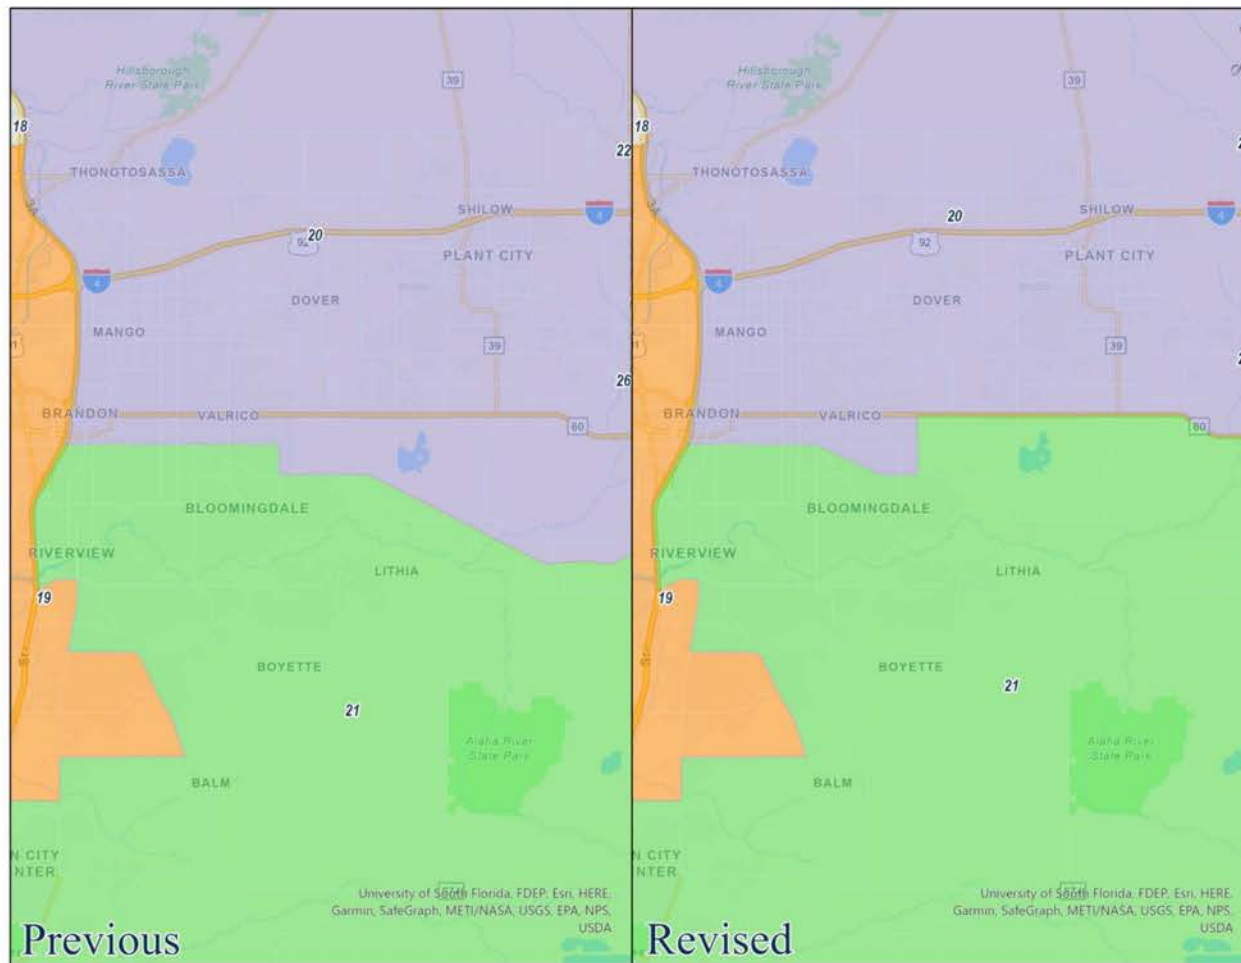 Hillsborough
River State Park
39
18
22
THONOTOSASSA
SHILOW
4
20
92
PLANT CITY
4
DOVER
MANGO
39
26
BRANDON
VALRICO
60
BLOOMINGDALE
RIVERVIEW
LITHIA
19
BOYETTE
21
Alafia River
State Park
BALM
N CITY
NTER
University of South Florida, FDEP, Esri, HERE,
Garmin, SafeGraph, METI/NASA, USGS, EPA, NPS,
USDA
Previous
Hillsborough
River State Park
39
18
THONOTOSASSA
SHILOW
4
20
92
PLANT CITY
4
DOVER
MANGO
39
BRANDON
VALRICO
60
BLOOMINGDALE
RIVERVIEW
LITHIA
19
BOYETTE
21
Alafia River
State Park
BALM
N CITY
NTER
University of South Florida, FDEP, Esri, HERE,
Garmin, SafeGraph, METI/NASA, USGS, EPA, NPS,
USDA
Revised